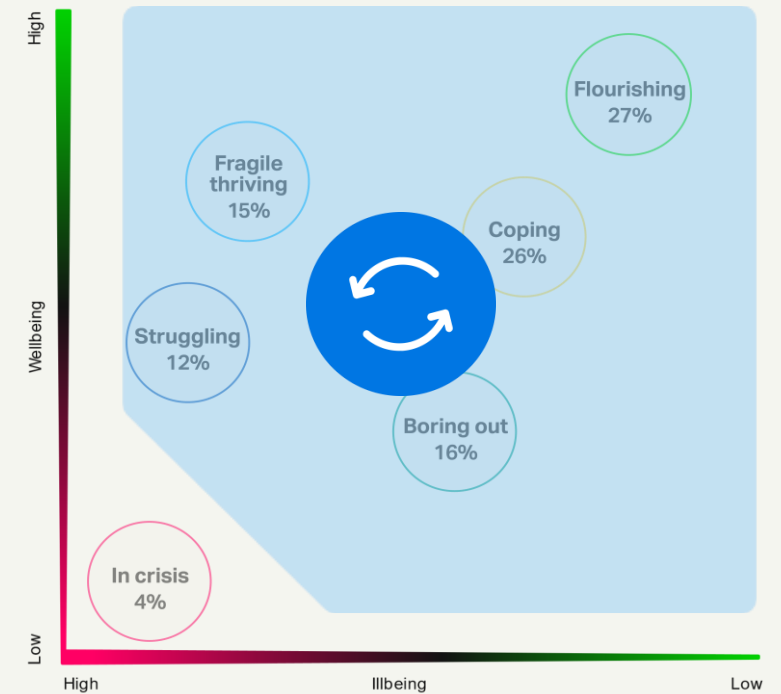 High
Flourishing
27%
Fragile
thriving
15%
Coping
26%
Wellbeing
Struggling
12%
Boring out
16%
In crisis
4%
Low
High
Illbeing
Low